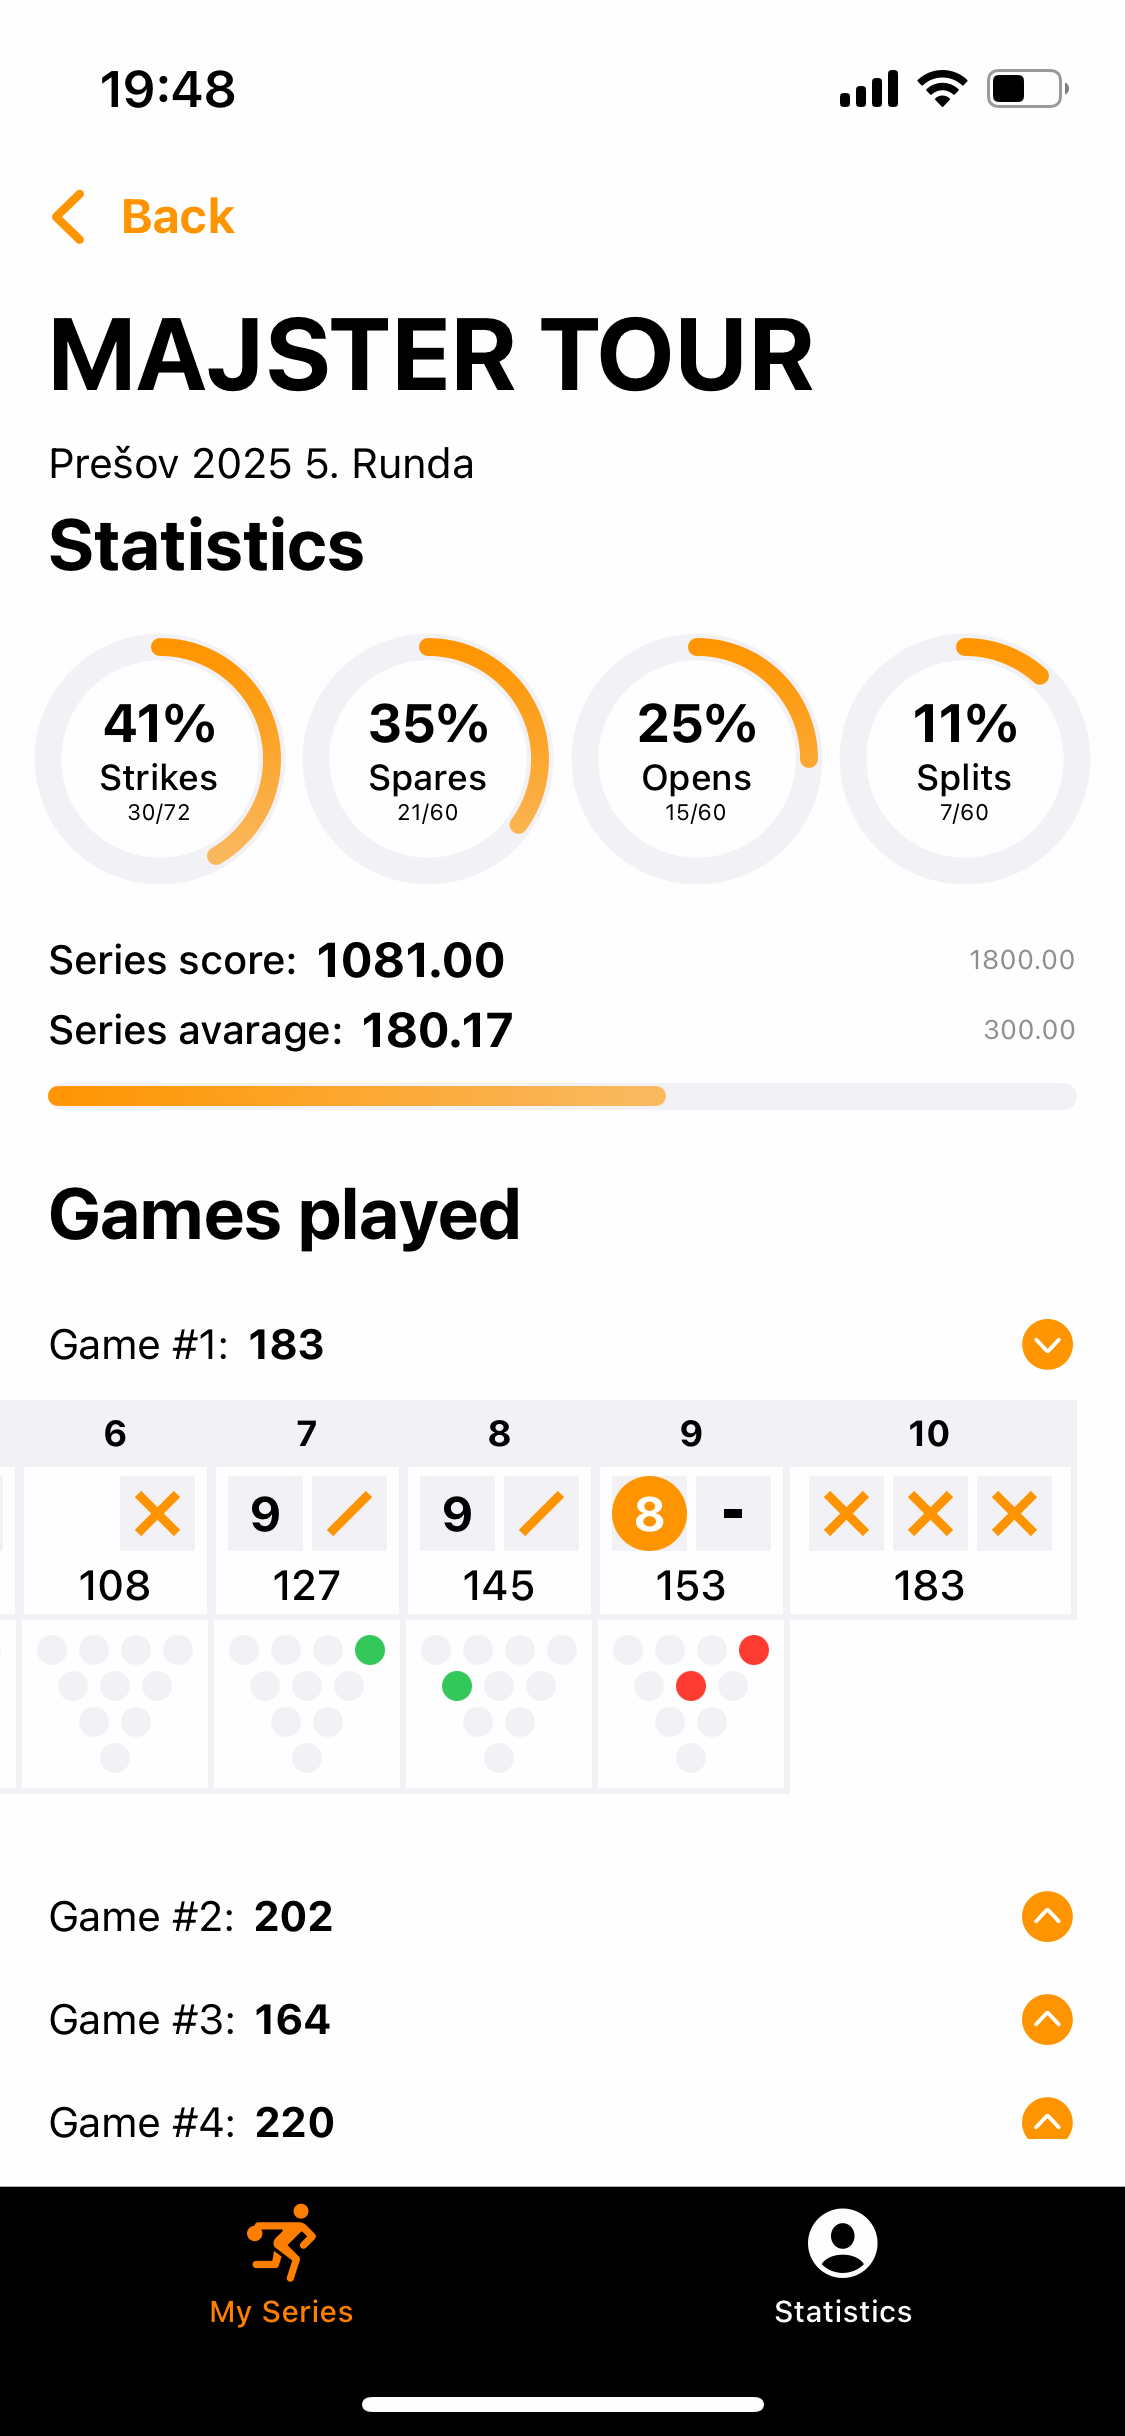 19:48
Back
MAJSTER TOUR
Prešov 2025 5. Runda
Statistics
41%
Strikes
30/72
35%
Spares
21/60
25%
Opens
15/60
11%
Splits
7/60
Series score: 1081.00 1800.00
Series avarage: 180.17 300.00
Games played
Game #1: 183
6 7 8 9 10
X 9 / 9 / 8 - X X X
108 127 145 153 183
Game #2: 202
Game #3: 164
Game #4: 220
My Series
Statistics